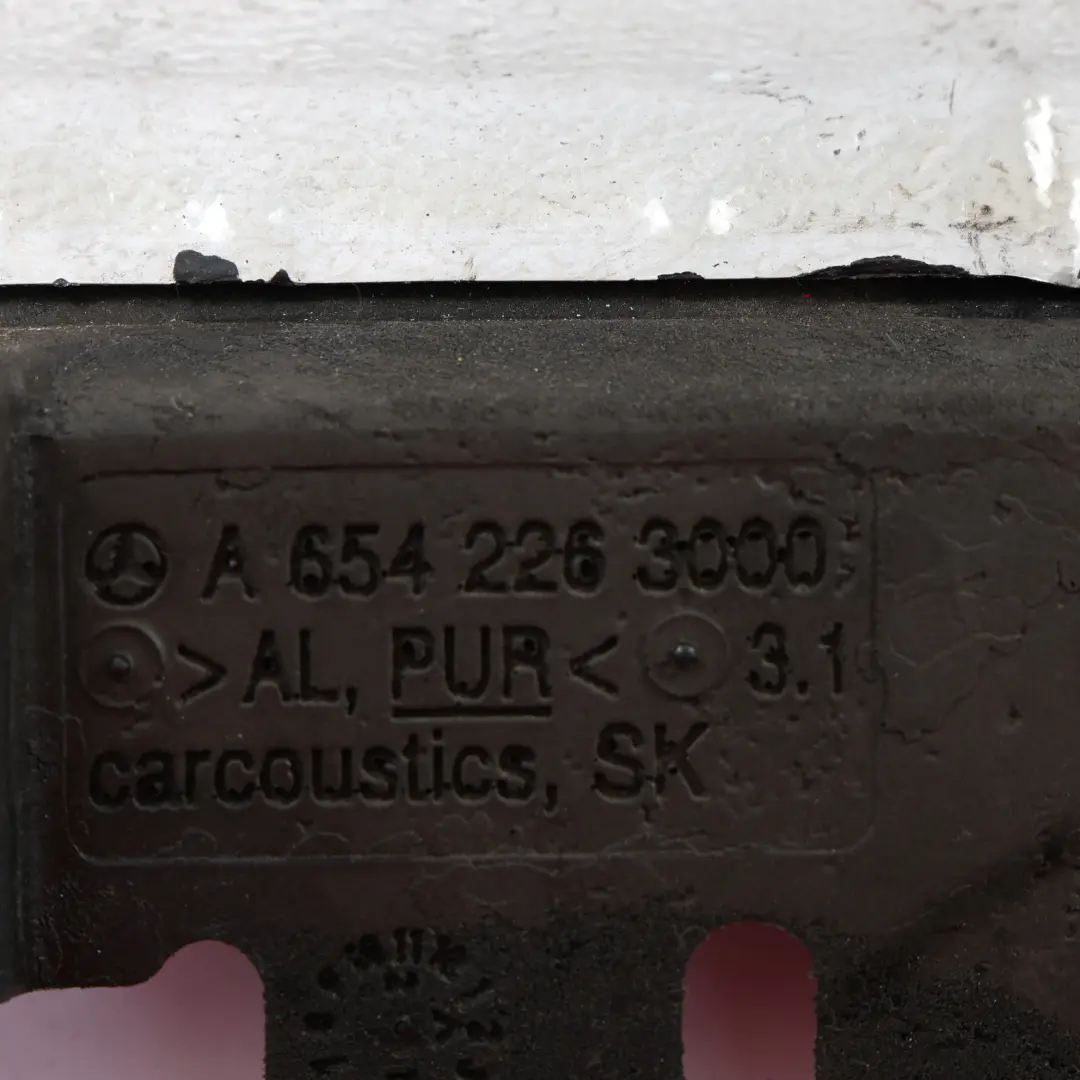 A 654 226 3000
>AL, PUR< 3.1
carcoustics, SK